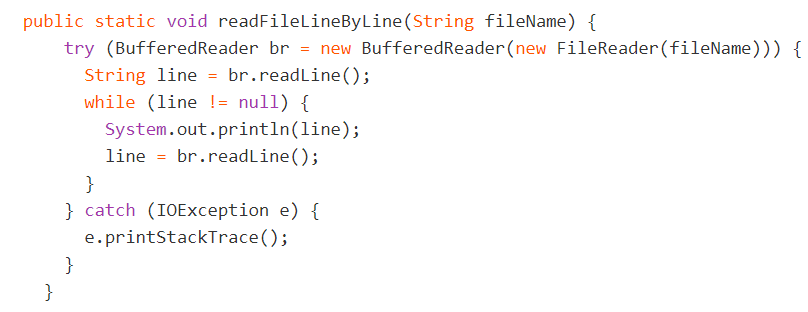 public static void readFileLineByLine(String fileName) {
    try (BufferedReader br = new BufferedReader(new FileReader(fileName))) {
      String line = br.readLine();
      while (line != null) {
        System.out.println(line);
        line = br.readLine();
      }
    } catch (IOException e) {
      e.printStackTrace();
    }
  }